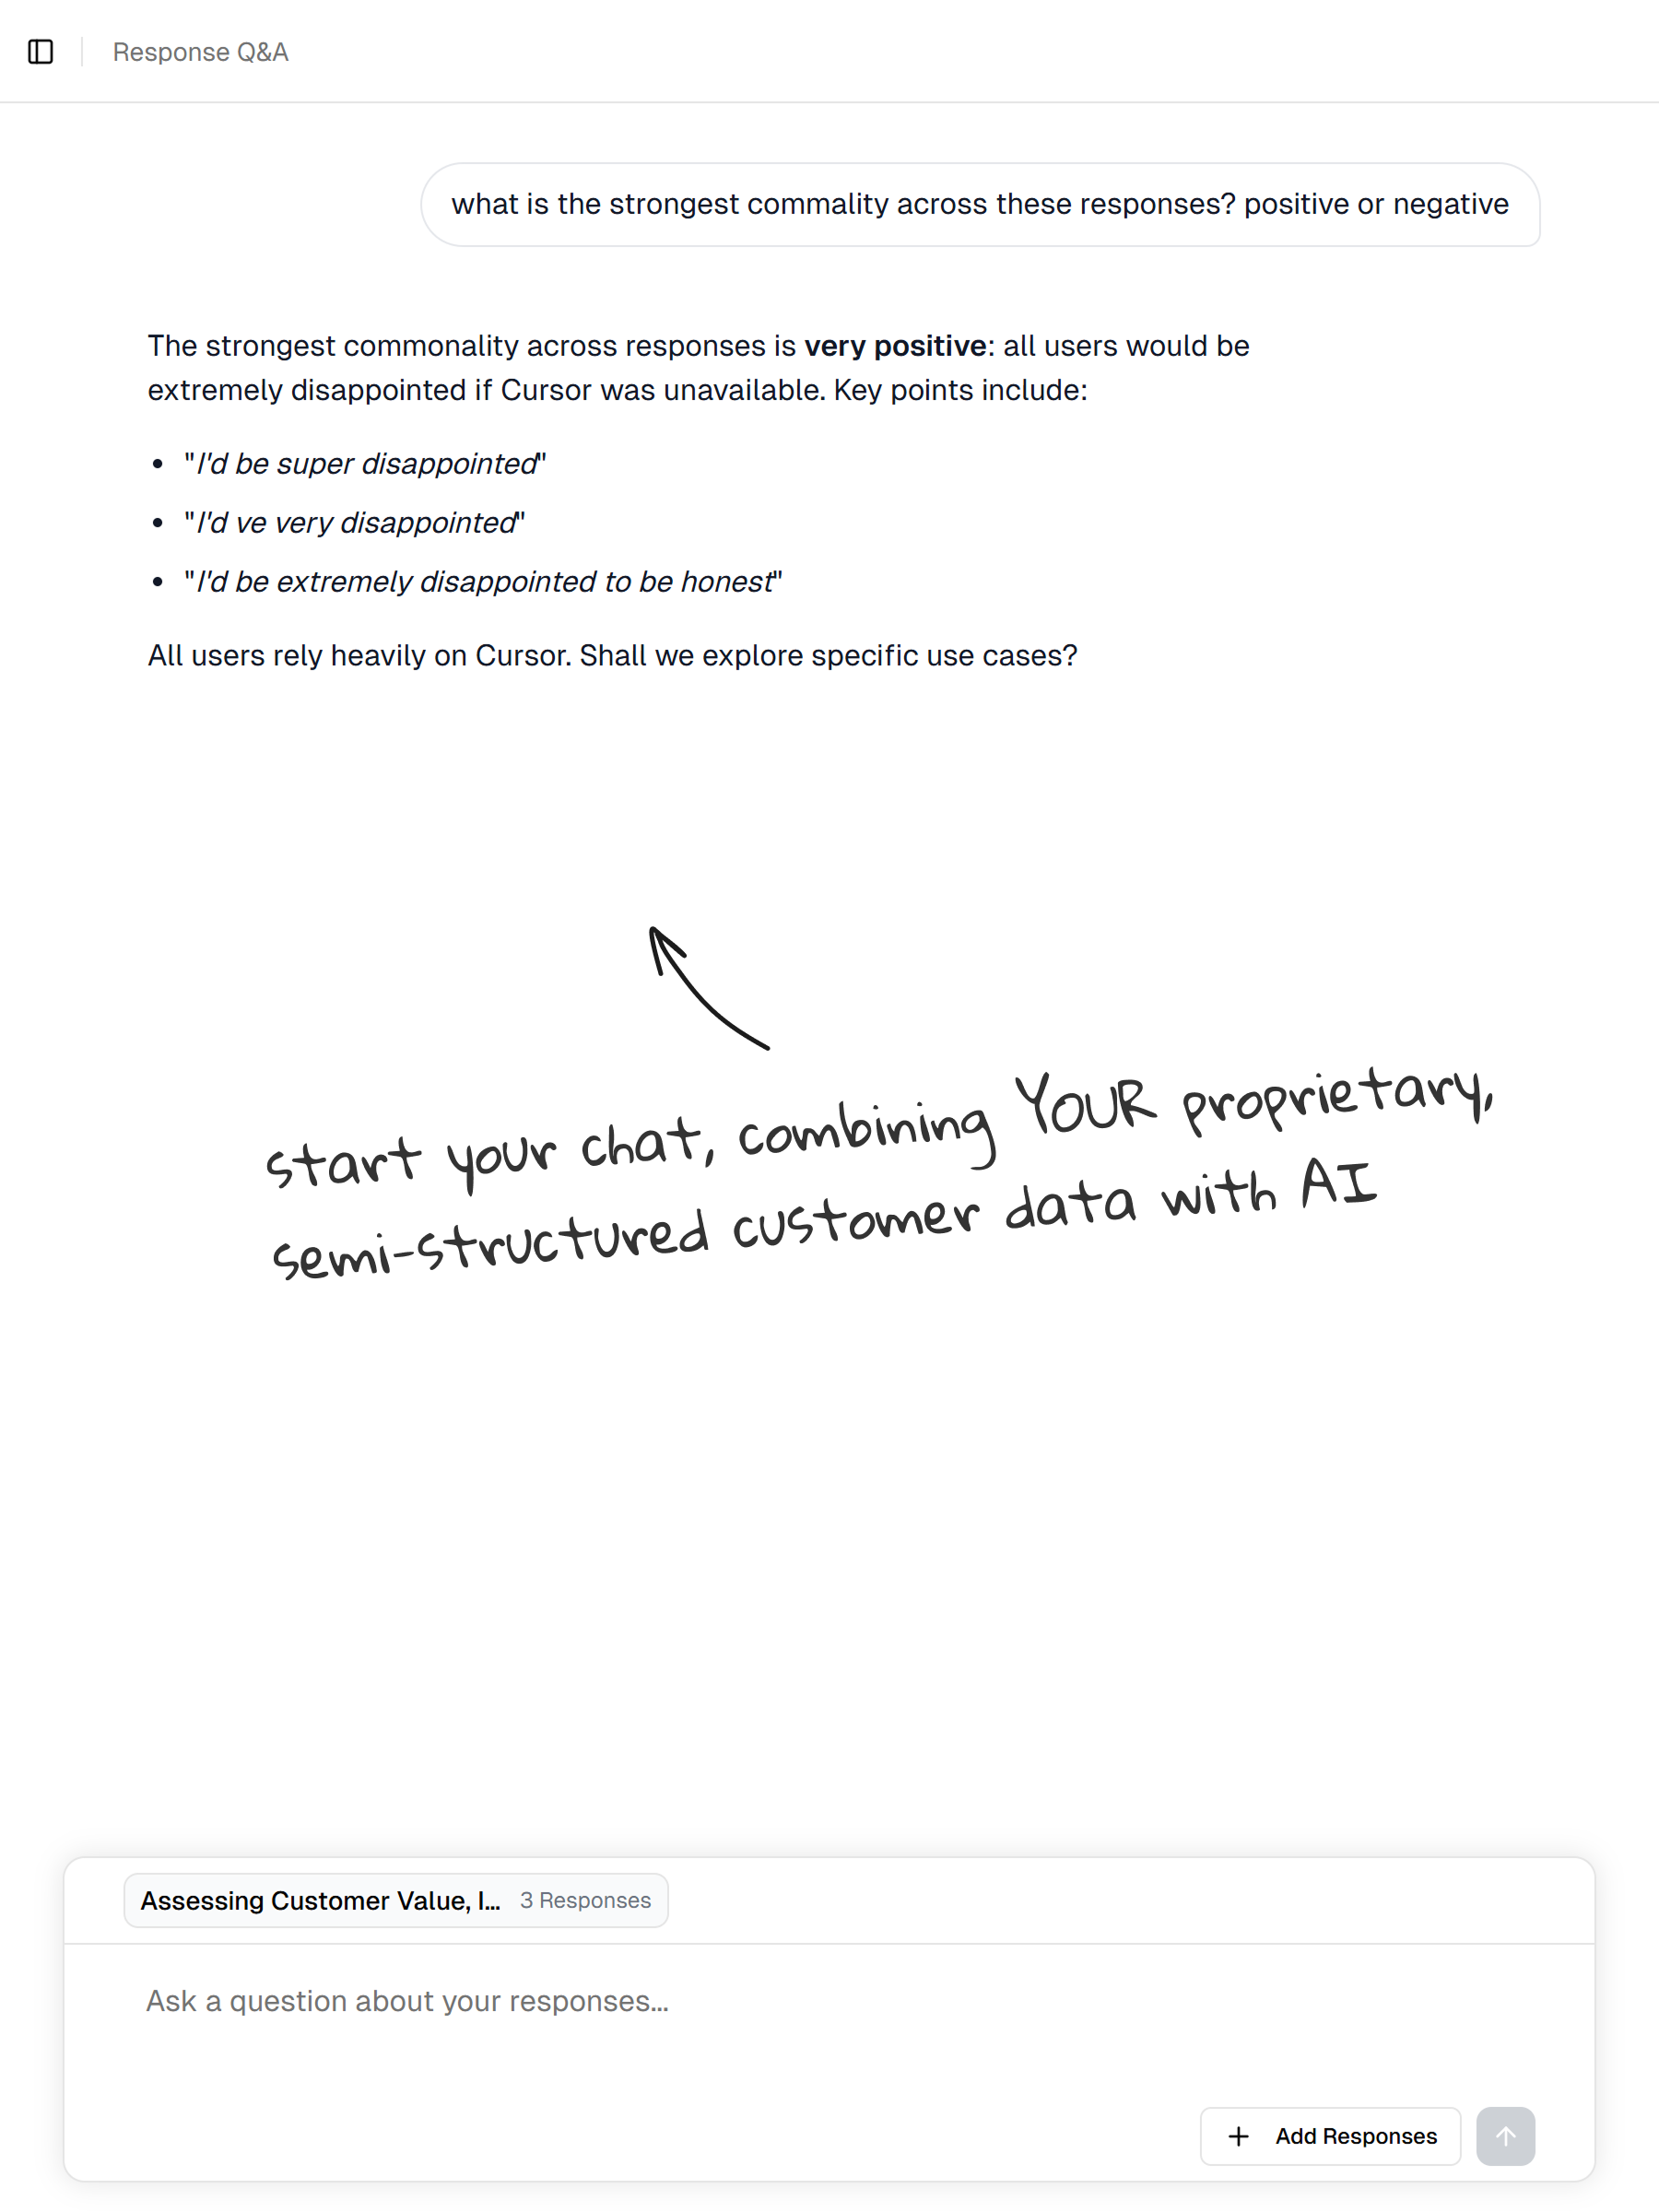 Response Q&A
what is the strongest commality across these responses? positive or negative
The strongest commonality across responses is very positive: all users would be
extremely disappointed if Cursor was unavailable. Key points include:
• "I'd be super disappointed"
• "I'd ve very disappointed"
• "I'd be extremely disappointed to be honest"
All users rely heavily on Cursor. Shall we explore specific use cases?
start your chat, combining YOUR proprietary,
semi-structured customer data with AI
Assessing Customer Value, I... 3 Responses
Ask a question about your responses...
+ Add Responses